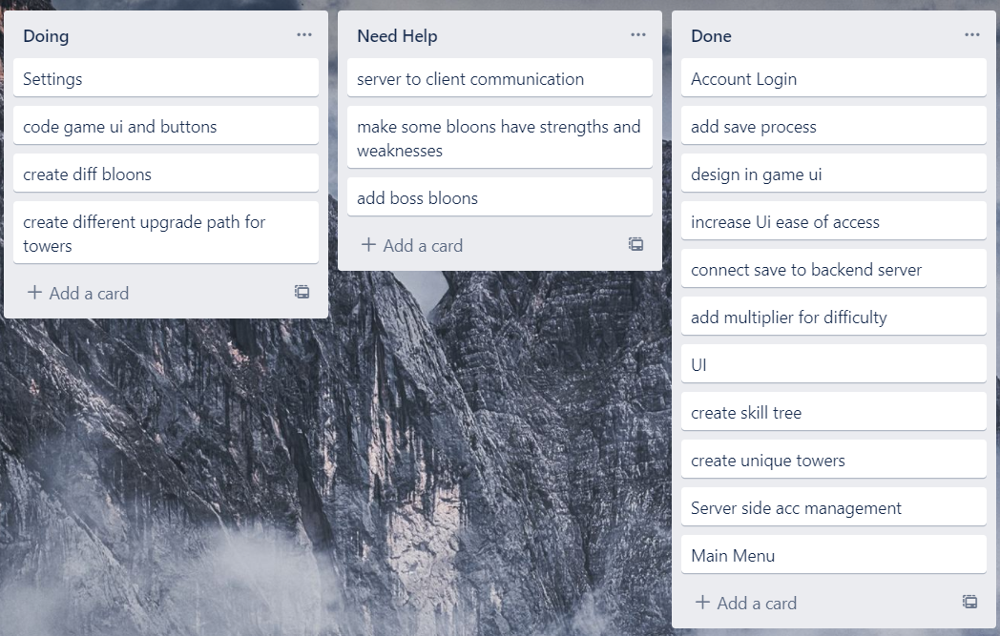 Doing
Settings
code game ui and buttons
create diff bloons
create different upgrade path for
towers
+ Add a card
Need Help
server to client communication
make some bloons have strengths and
weaknesses
add boss bloons
+ Add a card
Done
Account Login
add save process
design in game ui
increase Ui ease of access
connect save to backend server
add multiplier for difficulty
UI
create skill tree
create unique towers
Server side acc management
Main Menu
+ Add a card